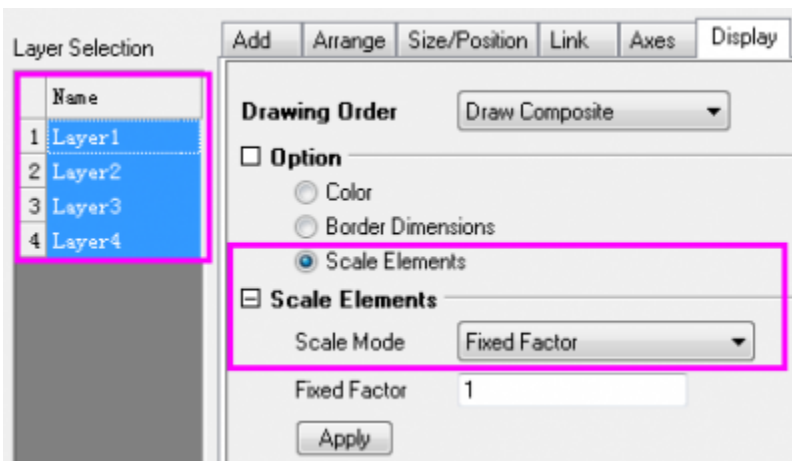 Layer Selection
Name
1 Layer1
2 Layer2
3 Layer3
4 Layer4
Add Arrange Size/Position Link Axes Display
Drawing Order Draw Composite
Option
Color
Border Dimensions
Scale Elements
Scale Elements
Scale Mode Fixed Factor
Fixed Factor 1
Apply